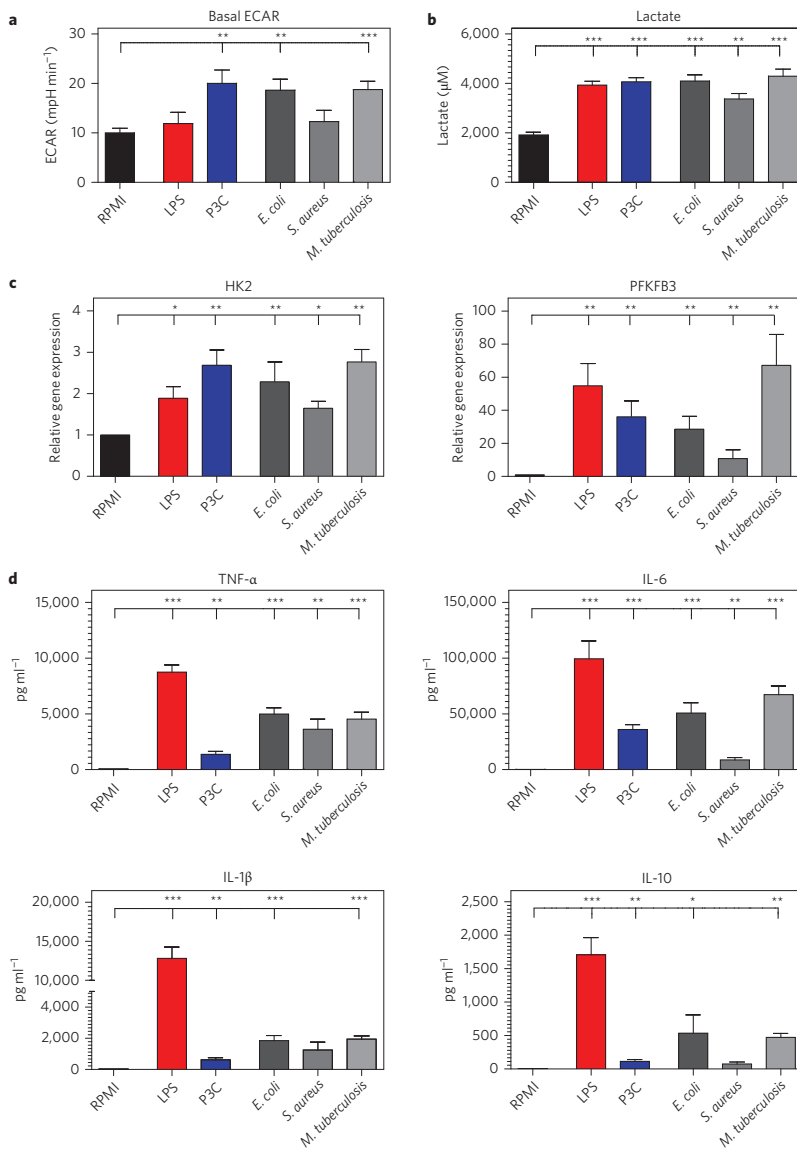 a
Basal ECAR
ECAR (mpH min⁻¹)
30
20
10
0
** ** ***
RPMI
LPS
P3C
E. coli
S. aureus
M. tuberculosis
b
Lactate
Lactate (μM)
6,000
4,000
2,000
0
*** *** *** ** ***
RPMI
LPS
P3C
E. coli
S. aureus
M. tuberculosis
c
HK2
Relative gene expression
4
3
2
1
0
* ** ** * **
RPMI
LPS
P3C
E. coli
S. aureus
M. tuberculosis
PFKFB3
Relative gene expression
100
80
60
40
20
0
** ** ** ** **
RPMI
LPS
P3C
E. coli
S. aureus
M. tuberculosis
d
TNF-α
pg ml⁻¹
15,000
10,000
5,000
0
*** ** *** ** ***
RPMI
LPS
P3C
E. coli
S. aureus
M. tuberculosis
IL-6
pg ml⁻¹
150,000
100,000
50,000
0
*** *** *** ** ***
RPMI
LPS
P3C
E. coli
S. aureus
M. tuberculosis
IL-1β
pg ml⁻¹
20,000
15,000
10,000
2,000
0
*** ** *** ***
RPMI
LPS
P3C
E. coli
S. aureus
M. tuberculosis
IL-10
pg ml⁻¹
2,500
2,000
1,500
1,000
500
0
*** ** * **
RPMI
LPS
P3C
E. coli
S. aureus
M. tuberculosis